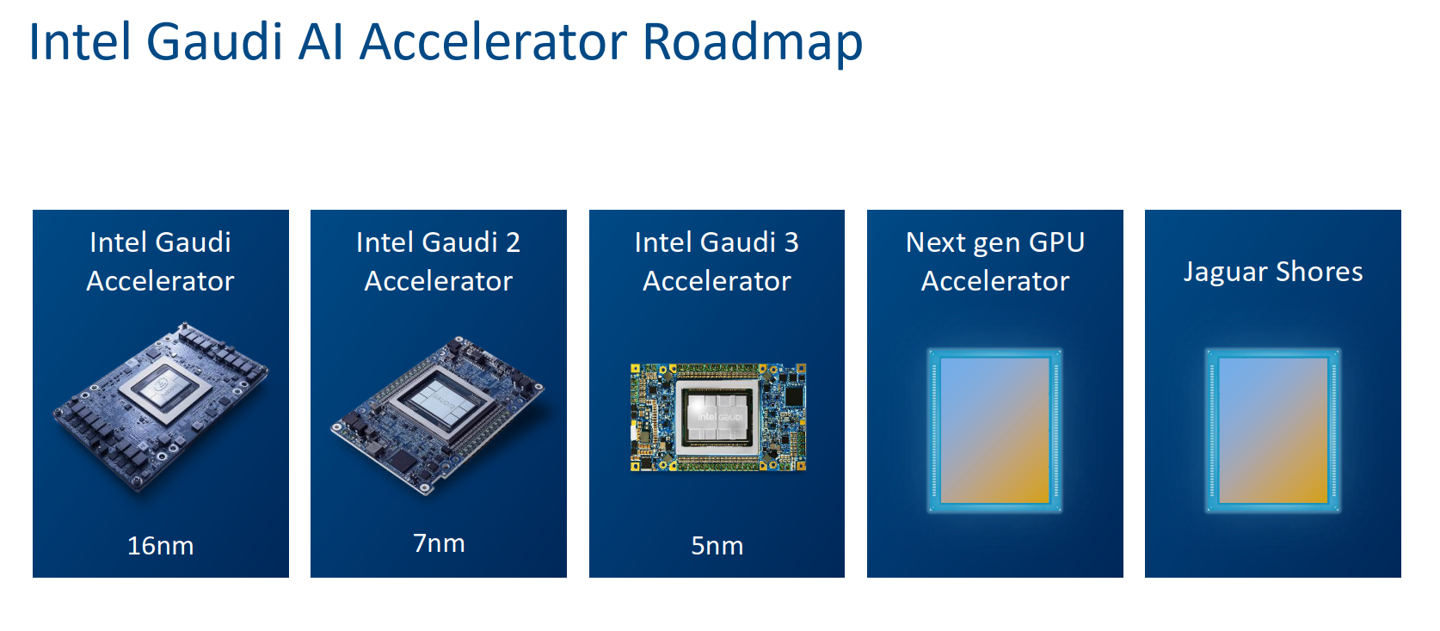 Intel Gaudi AI Accelerator Roadmap
Intel Gaudi
Accelerator
16nm
Intel Gaudi 2
Accelerator
7nm
Intel Gaudi 3
Accelerator
intel GAUDI
5nm
Next gen GPU
Accelerator
Jaguar Shores